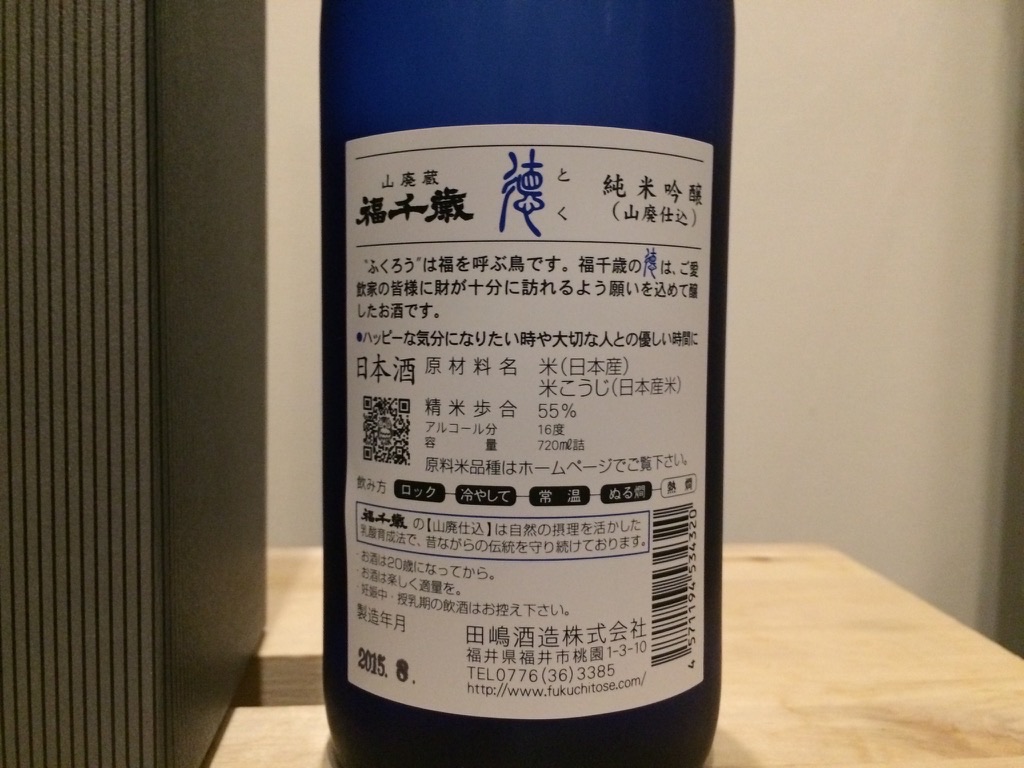 山廃蔵
福千歳
德
とく
純米吟醸
(山廃仕込)
"ふくろう"は福を呼ぶ鳥です。福千歳の德は、ご愛
飲家の皆様に財が十分に訪れるよう願いを込めて醸
したお酒です。
●ハッピーな気分になりたい時や大切な人との優しい時間に
日本酒
原材料名 米(日本産)
米こうじ(日本産米)
精米歩合 55%
アルコール分 16度
容量 720ml詰
原料米品種はホームページでご覧下さい。
飲み方 ロック 冷やして 常温 ぬる燗 熱燗
福千歳の【山廃仕込】は自然の摂理を活かした
乳酸育成法で、昔ながらの伝統を守り続けております。
・お酒は20歳になってから。
・お酒は楽しく適量を。
・妊娠中・授乳期の飲酒はお控え下さい。
製造年月
2015. 8.
田嶋酒造株式会社
福井県福井市桃園1-3-10
TEL0776(36)3385
http://www.fukuchitose.com/
4 571194 534320